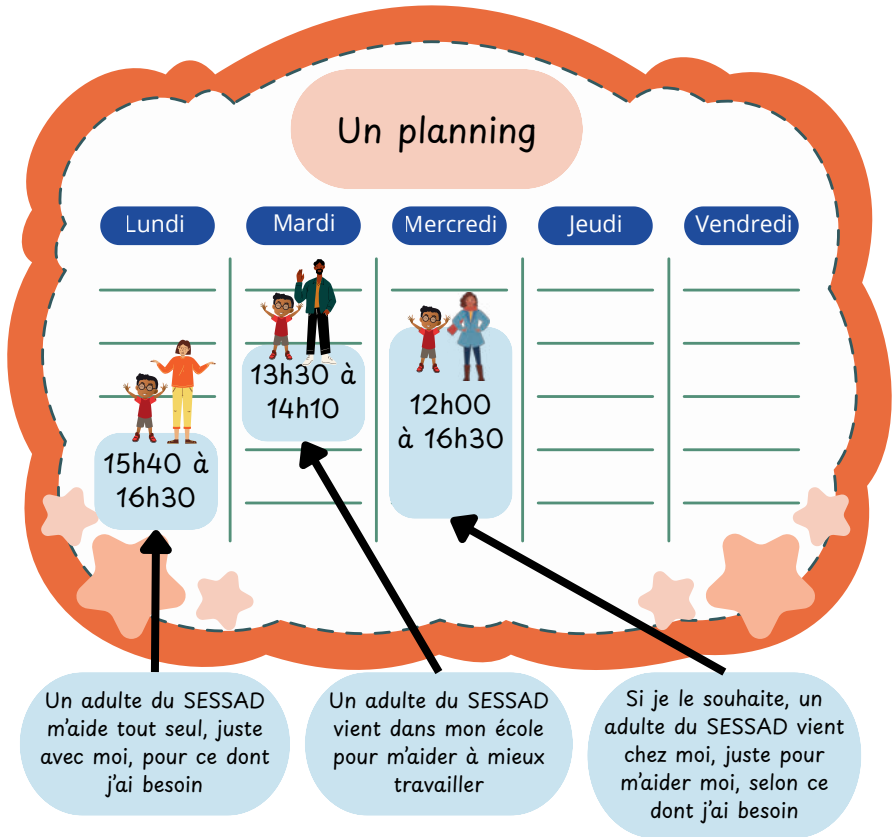 Un planning
Lundi
Mardi
Mercredi
Jeudi
Vendredi
15h40 à
16h30
13h30 à
14h10
12h00
à 16h30
Un adulte du SESSAD
m'aide tout seul, juste
avec moi, pour ce dont
j'ai besoin
Un adulte du SESSAD
vient dans mon école
pour m'aider à mieux
travailler
Si je le souhaite, un
adulte du SESSAD vient
chez moi, juste pour
m'aider moi, selon ce
dont j'ai besoin